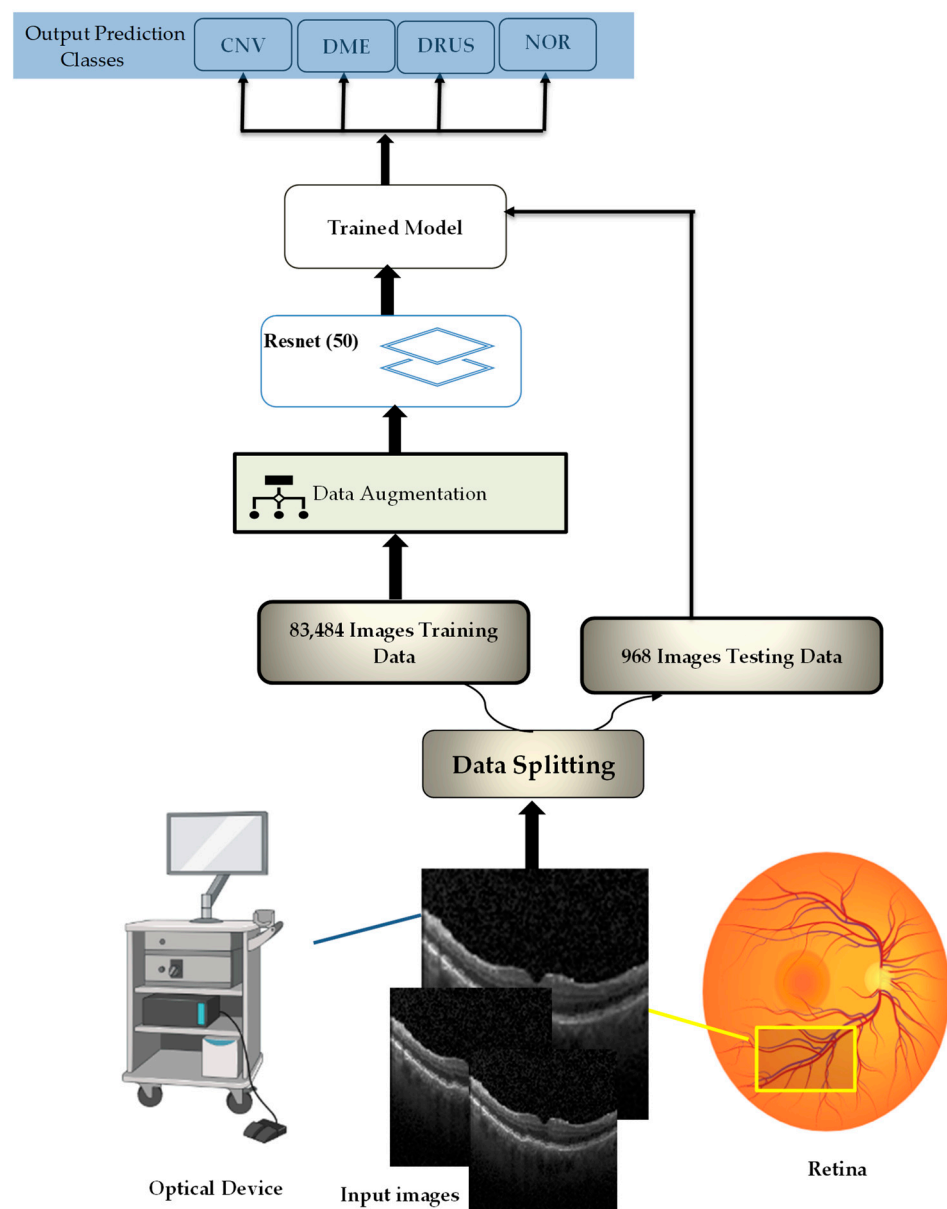 Output Prediction
Classes
CNV
DME
DRUS
NOR
Trained Model
Resnet (50)
Data Augmentation
83,484 Images Training
Data
968 Images Testing Data
Data Splitting
Optical Device
Input images
Retina